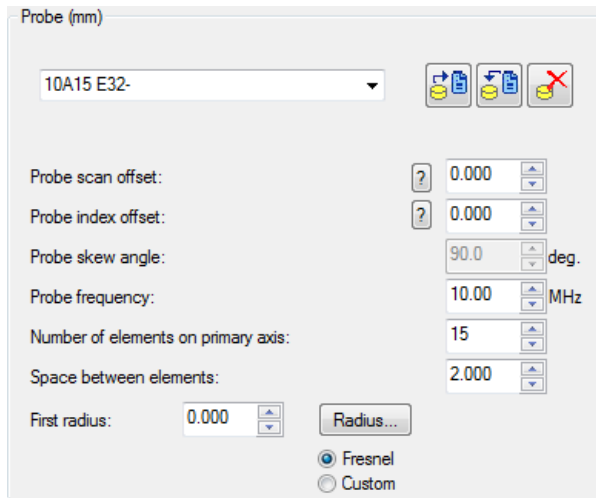 Probe (mm)
10A15 E32-
Probe scan offset: ? 0.000
Probe index offset: ? 0.000
Probe skew angle: 90.0 deg.
Probe frequency: 10.00 MHz
Number of elements on primary axis: 15
Space between elements: 2.000
First radius: 0.000 Radius...
Fresnel
Custom